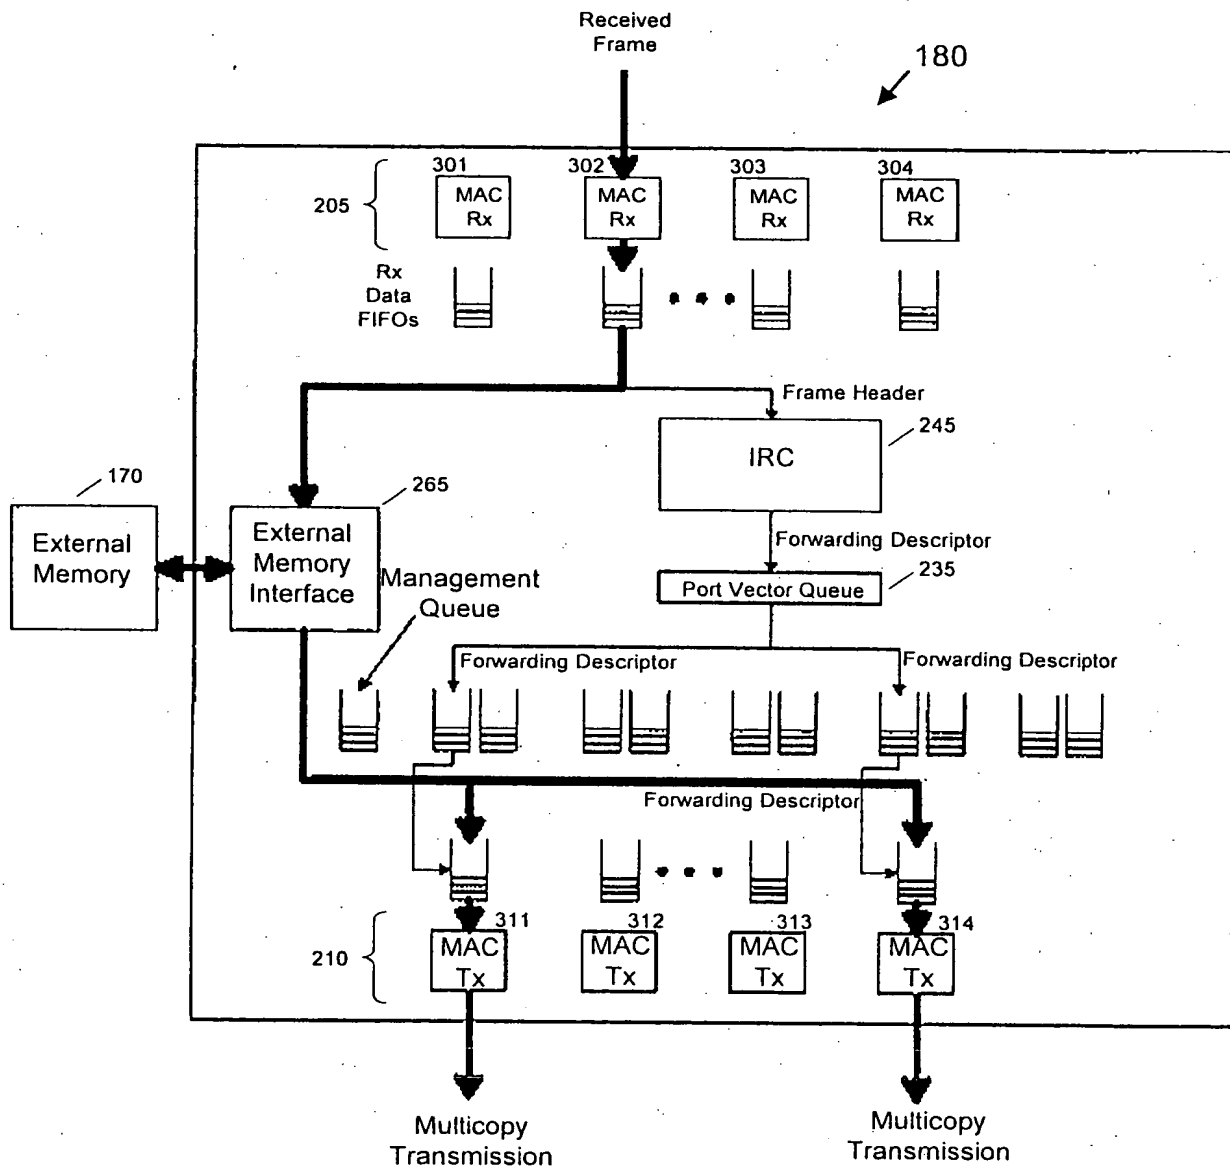 Received
Frame
180
301
302
303
304
205
MAC
Rx
MAC
Rx
MAC
Rx
MAC
Rx
Rx
Data
FIFOs
Frame Header
245
IRC
170
265
External
Memory
External
Memory
Interface
Forwarding Descriptor
235
Port Vector Queue
Management
Queue
Forwarding Descriptor
Forwarding Descriptor
Forwarding Descriptor
311
312
313
314
210
MAC
Tx
MAC
Tx
MAC
Tx
MAC
Tx
Multicopy
Transmission
Multicopy
Transmission